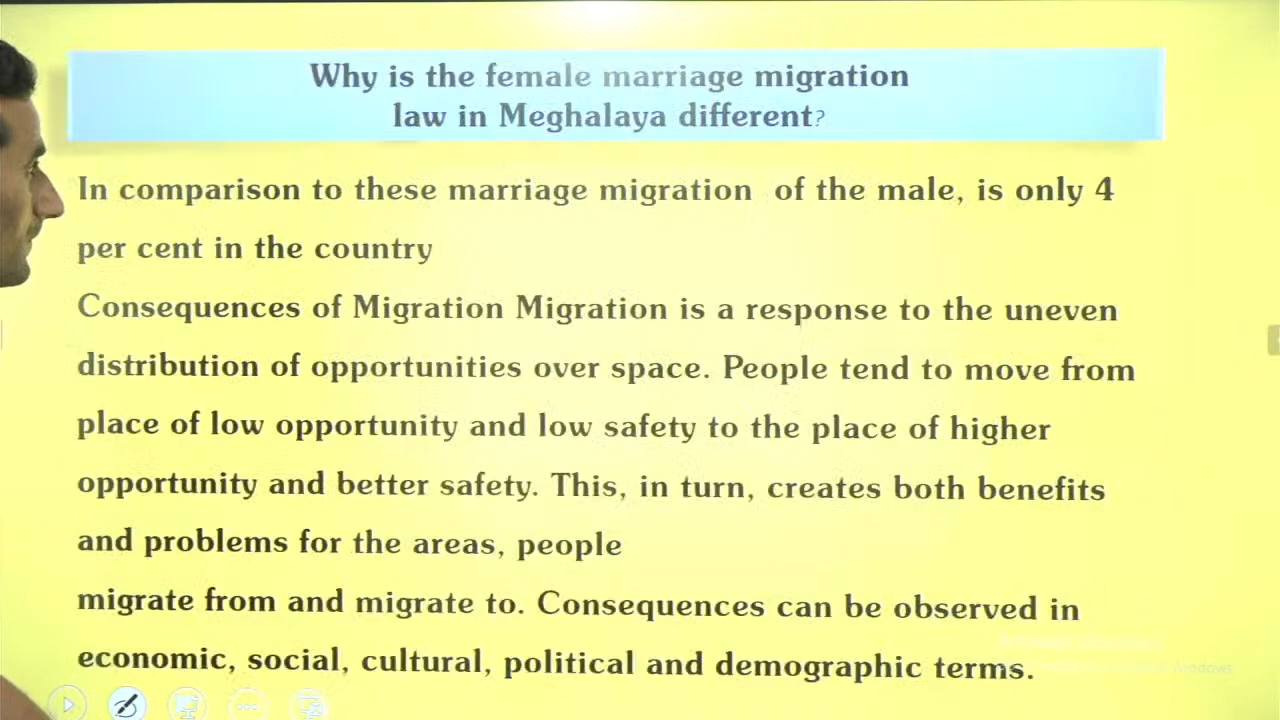 Why is the female marriage migration
law in Meghalaya different?
In comparison to these marriage migration of the male, is only 4
per cent in the country
Consequences of Migration Migration is a response to the uneven
distribution of opportunities over space. People tend to move from
place of low opportunity and low safety to the place of higher
opportunity and better safety. This, in turn, creates both benefits
and problems for the areas, people
migrate from and migrate to. Consequences can be observed in
economic, social, cultural, political and demographic terms.
Windows.